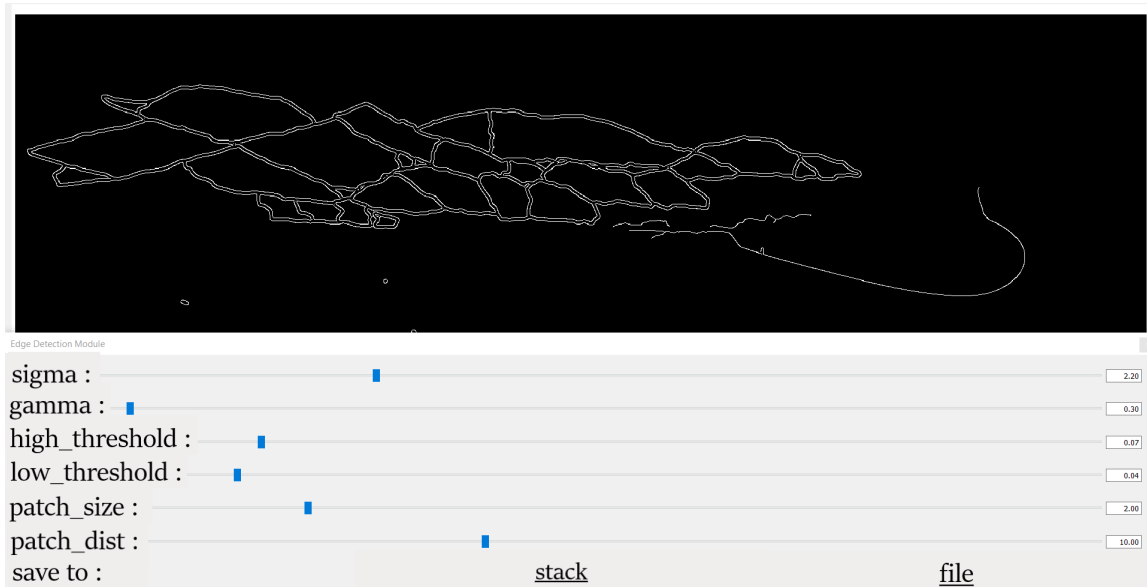 Edge Detection Module
sigma : 2.20
gamma : 0.30
high_threshold : 0.07
low_threshold : 0.04
patch_size : 2.00
patch_dist : 10.00
save to : stack file